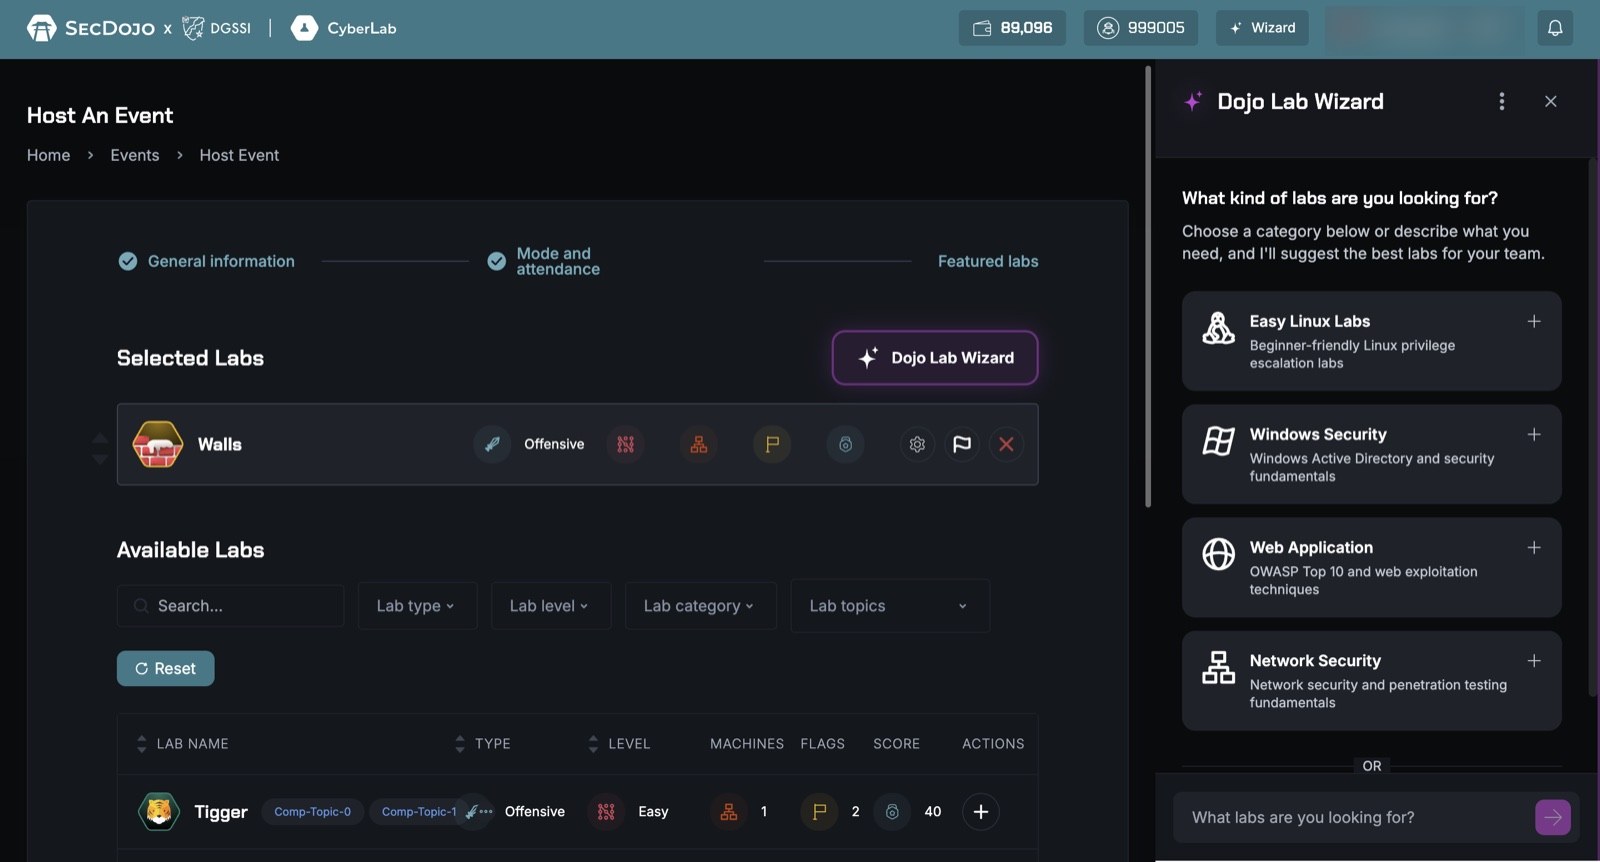 SECDOJO x DGSSI | CyberLab
89,096
999005
Wizard
Host An Event
Home > Events > Host Event
General information
Mode and
attendance
Featured labs
Selected Labs
Dojo Lab Wizard
Walls
Offensive
Available Labs
Search...
Lab type
Lab level
Lab category
Lab topics
Reset
LAB NAME TYPE LEVEL MACHINES FLAGS SCORE ACTIONS
Tigger Comp-Topic-0 Comp-Topic-1 Offensive Easy 1 2 40
Dojo Lab Wizard
What kind of labs are you looking for?
Choose a category below or describe what you
need, and I'll suggest the best labs for your team.
Easy Linux Labs
Beginner-friendly Linux privilege
escalation labs
Windows Security
Windows Active Directory and security
fundamentals
Web Application
OWASP Top 10 and web exploitation
techniques
Network Security
Network security and penetration testing
fundamentals
OR
What labs are you looking for?